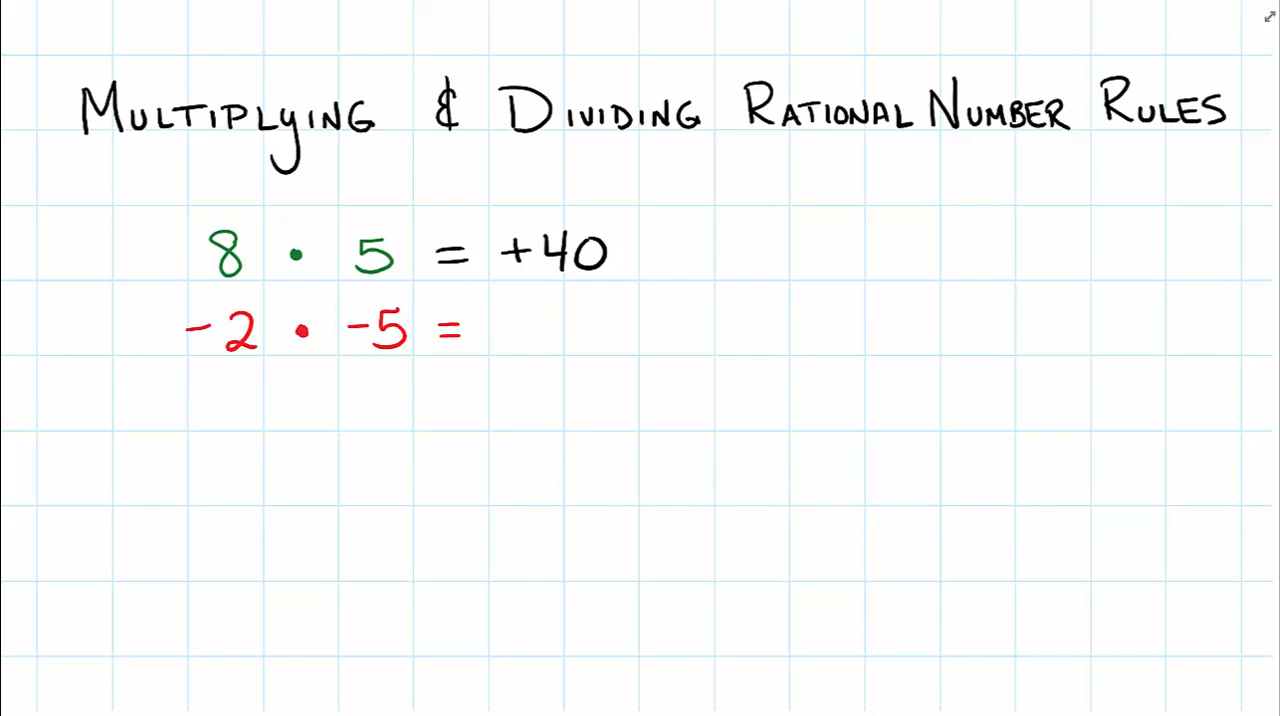 MULTIPLYING & DIVIDING RATIONAL NUMBER RULES
8 • 5 = +40
-2 • -5 =